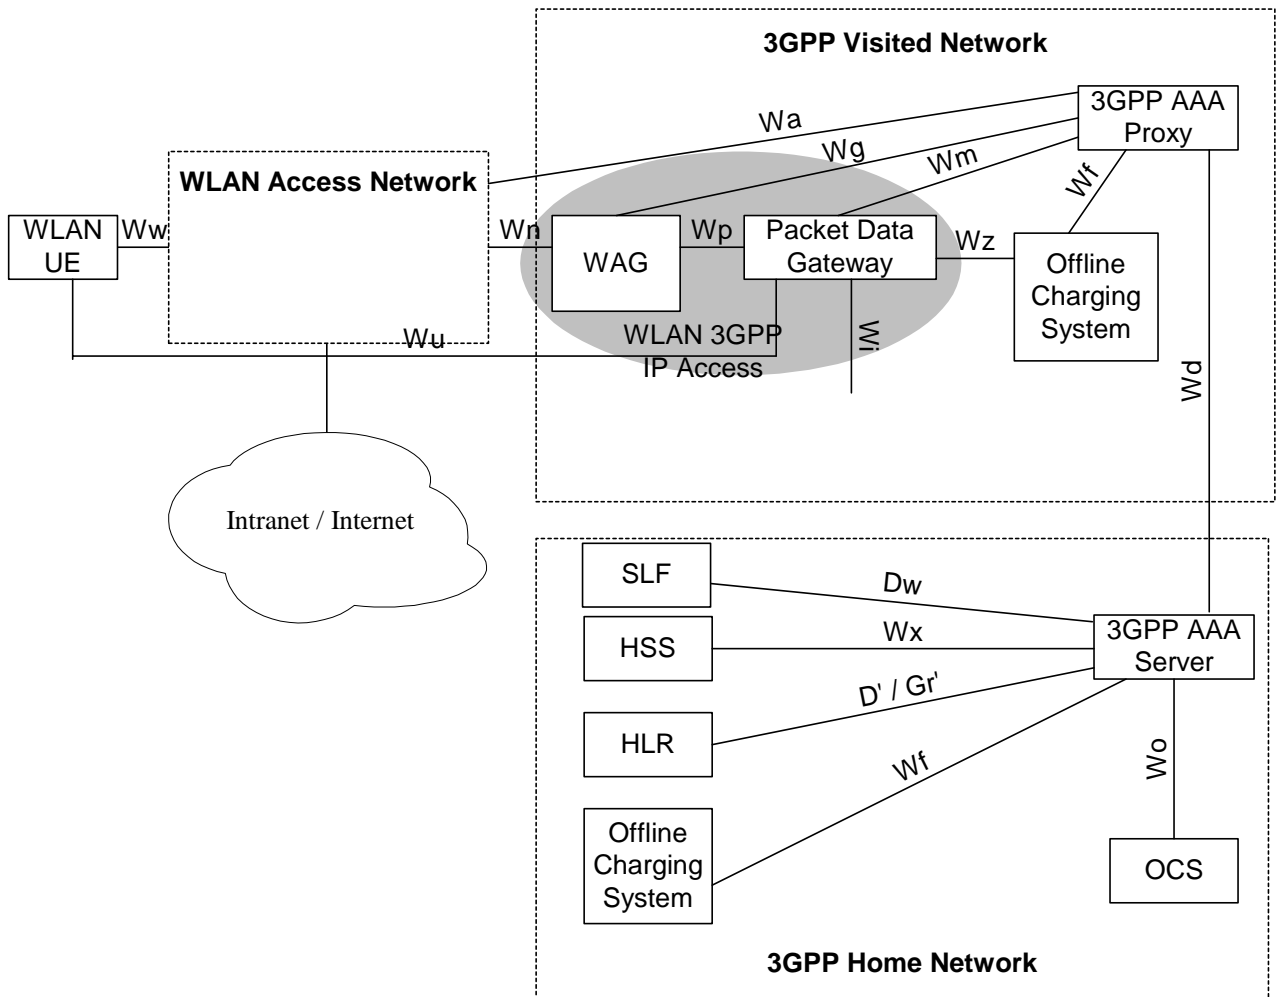 3GPP Visited Network
3GPP AAA
Proxy
Wa
Wg
Wm
Wf
WLAN Access Network
WLAN
UE
Ww
Wn
WAG
Wp
Packet Data
Gateway
Wz
Offline
Charging
System
Wu
WLAN 3GPP
IP Access
Wi
Wd
Intranet / Internet
SLF
Dw
HSS
Wx
3GPP AAA
Server
HLR
D' / Gr'
Wf
Wo
Offline
Charging
System
OCS
3GPP Home Network